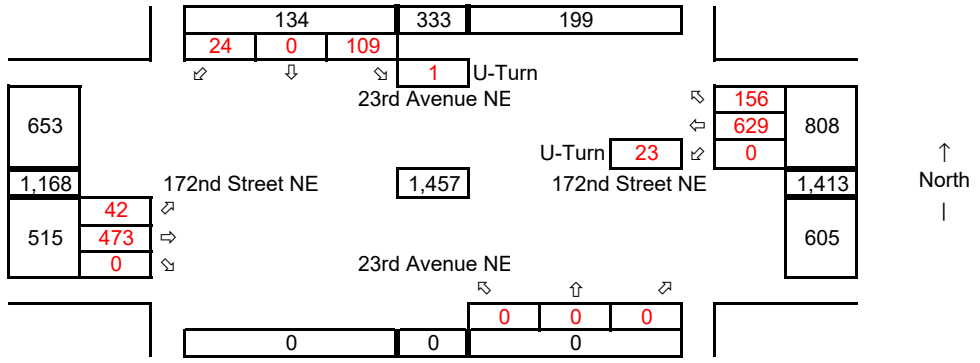 134 333 199
24 0 109
⬃ ⇩ ⬂ 1 U-Turn
23rd Avenue NE
⬁ 156
653 ⇦ 629 808
U-Turn 23 ⬃ 0 ↑
1,168 172nd Street NE 1,457 172nd Street NE 1,413 North
42 ⬀ |
515 473 ⇨ 605
0 ⬂
23rd Avenue NE
⬁ ⇧ ⬀
0 0 0
0 0 0